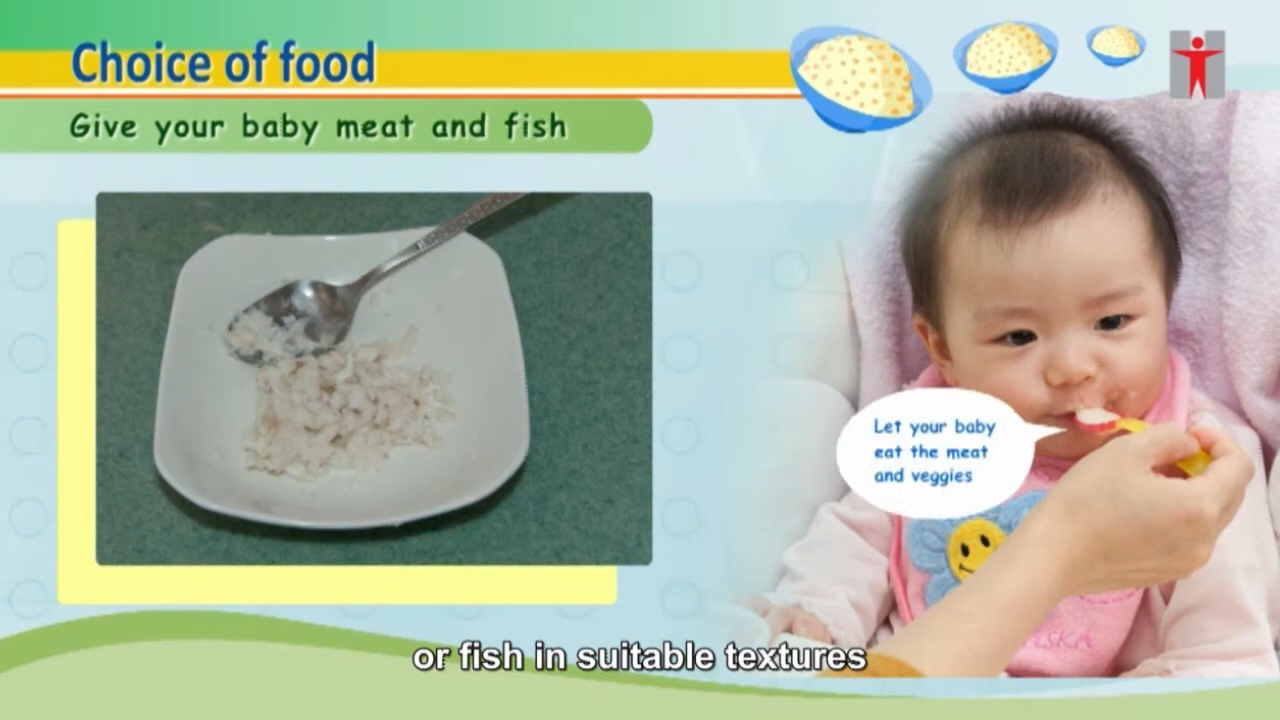 Choice of food
Give your baby meat and fish
Let your baby
eat the meat
and veggies
or fish in suitable textures